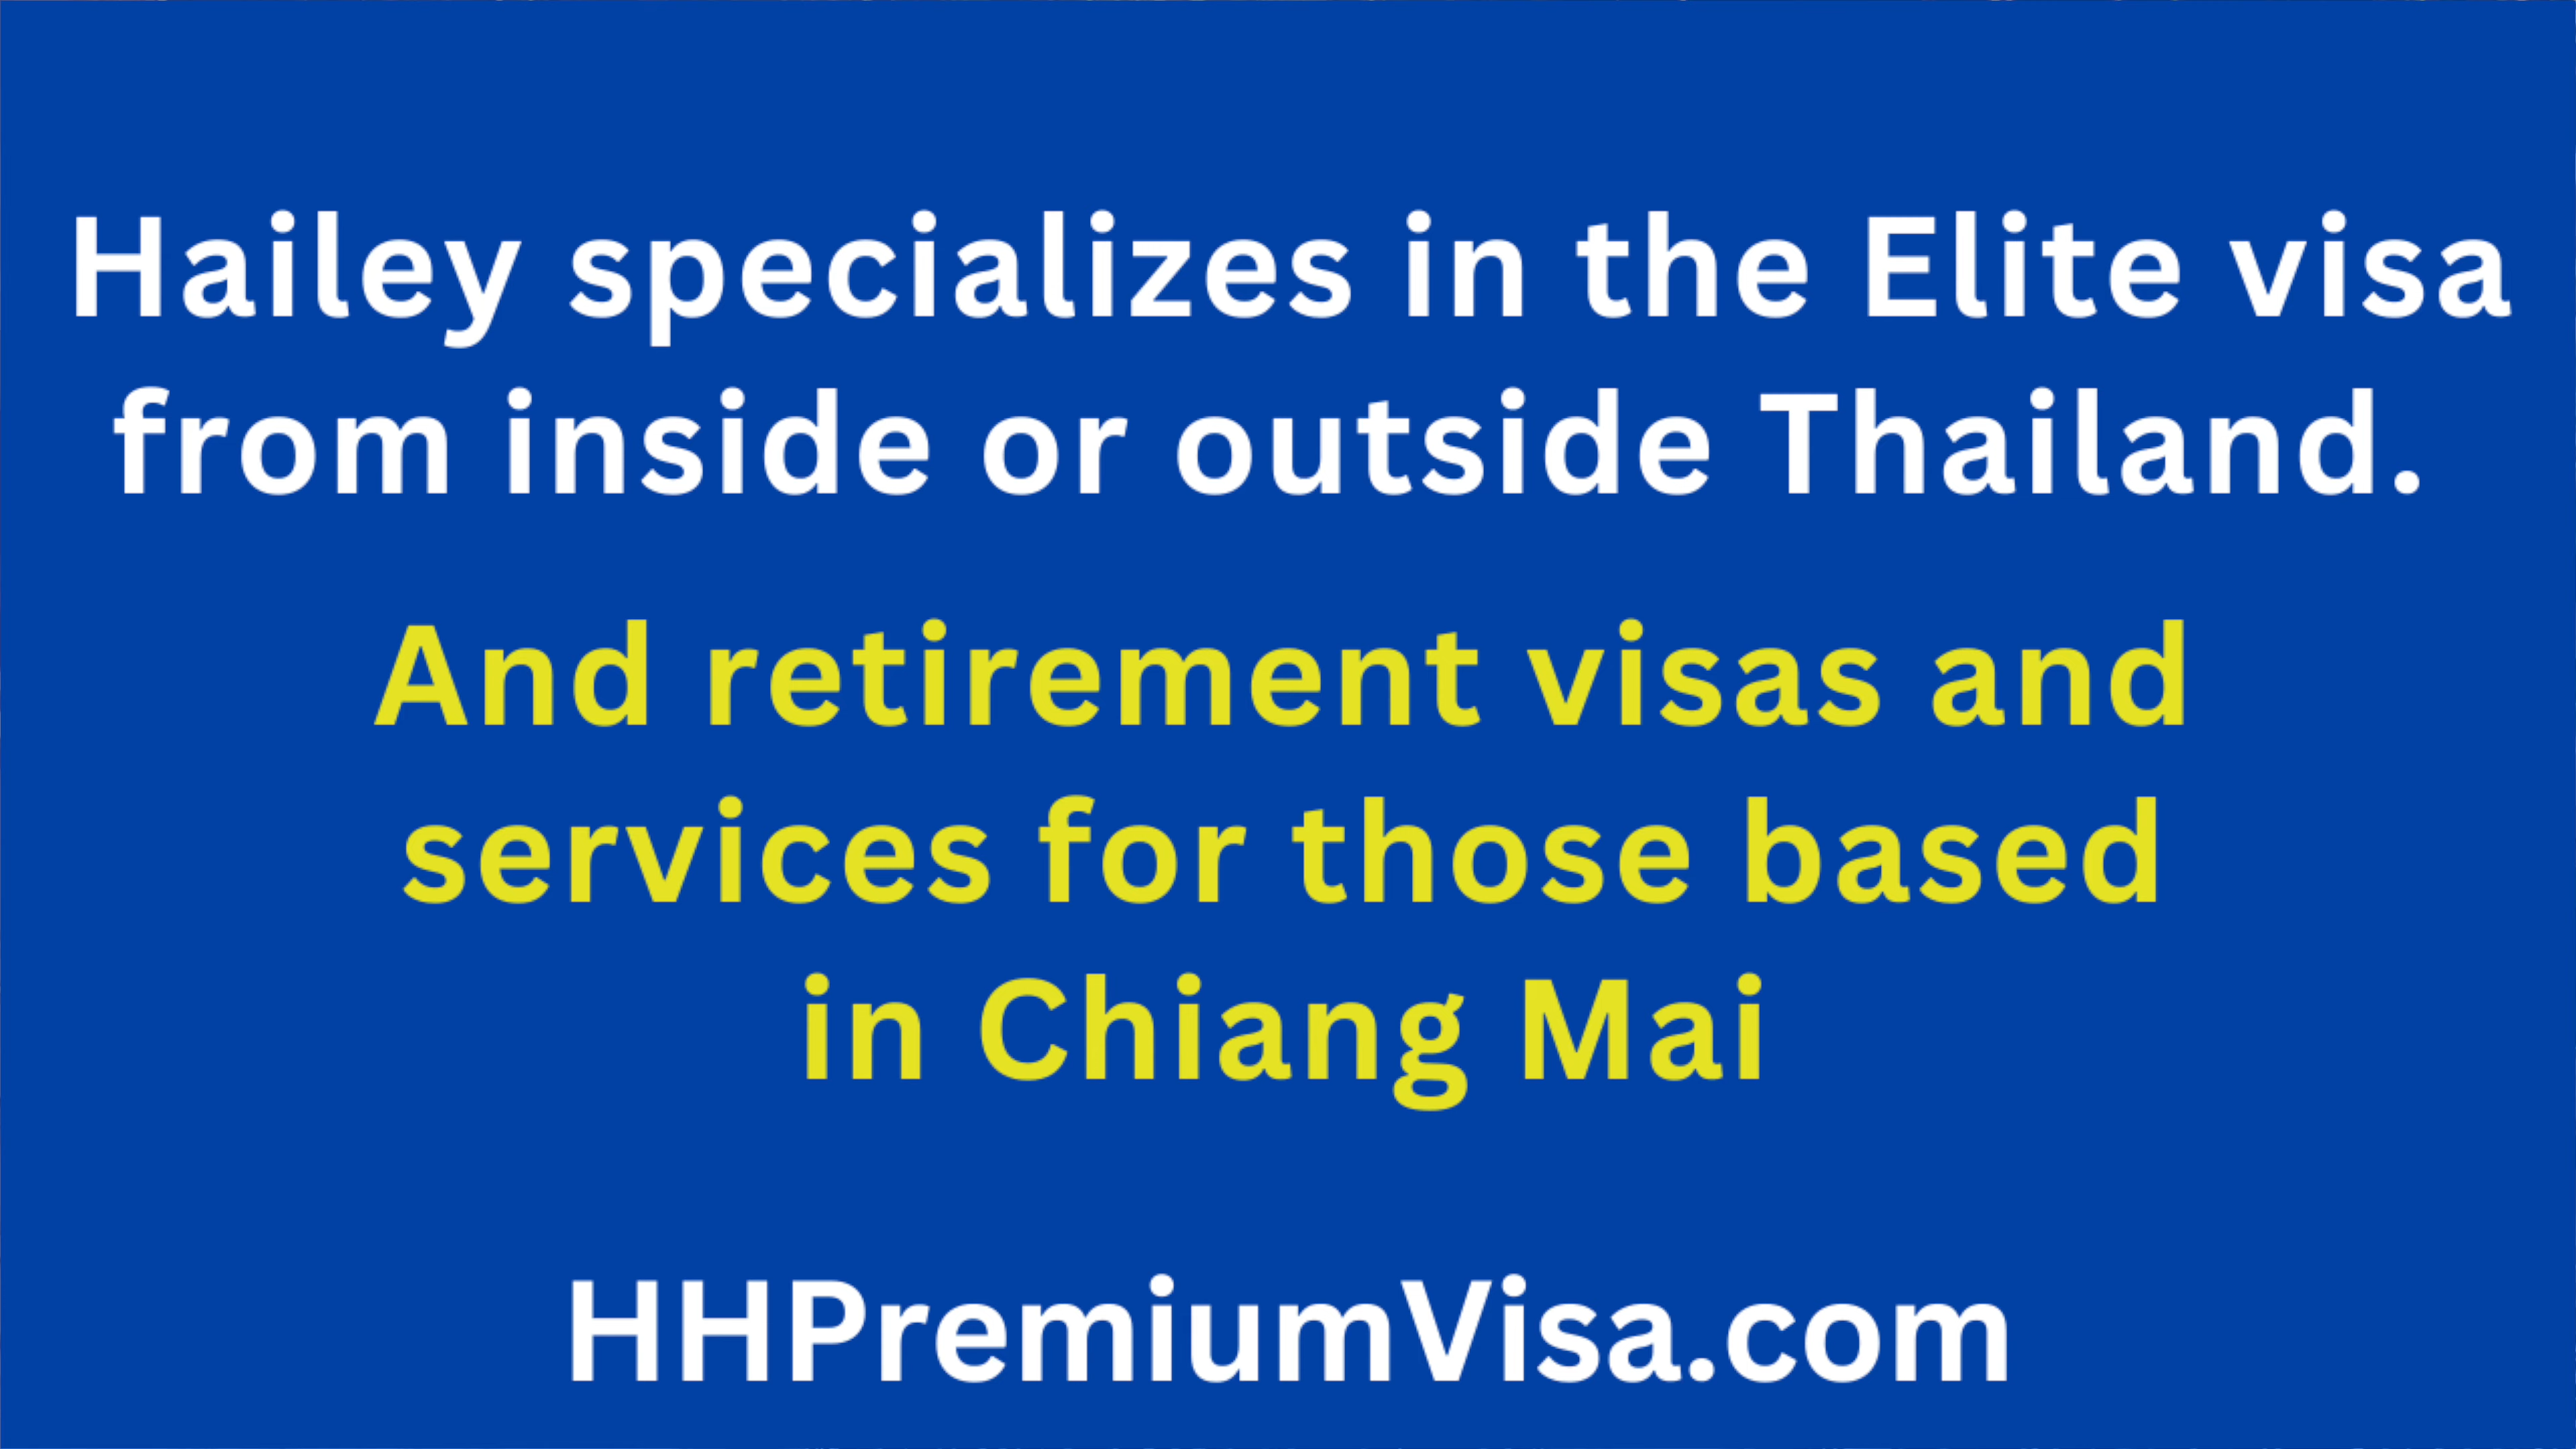 Hailey specializes in the Elite visa
from inside or outside Thailand.
And retirement visas and
services for those based
in Chiang Mai
HHPremiumVisa.com